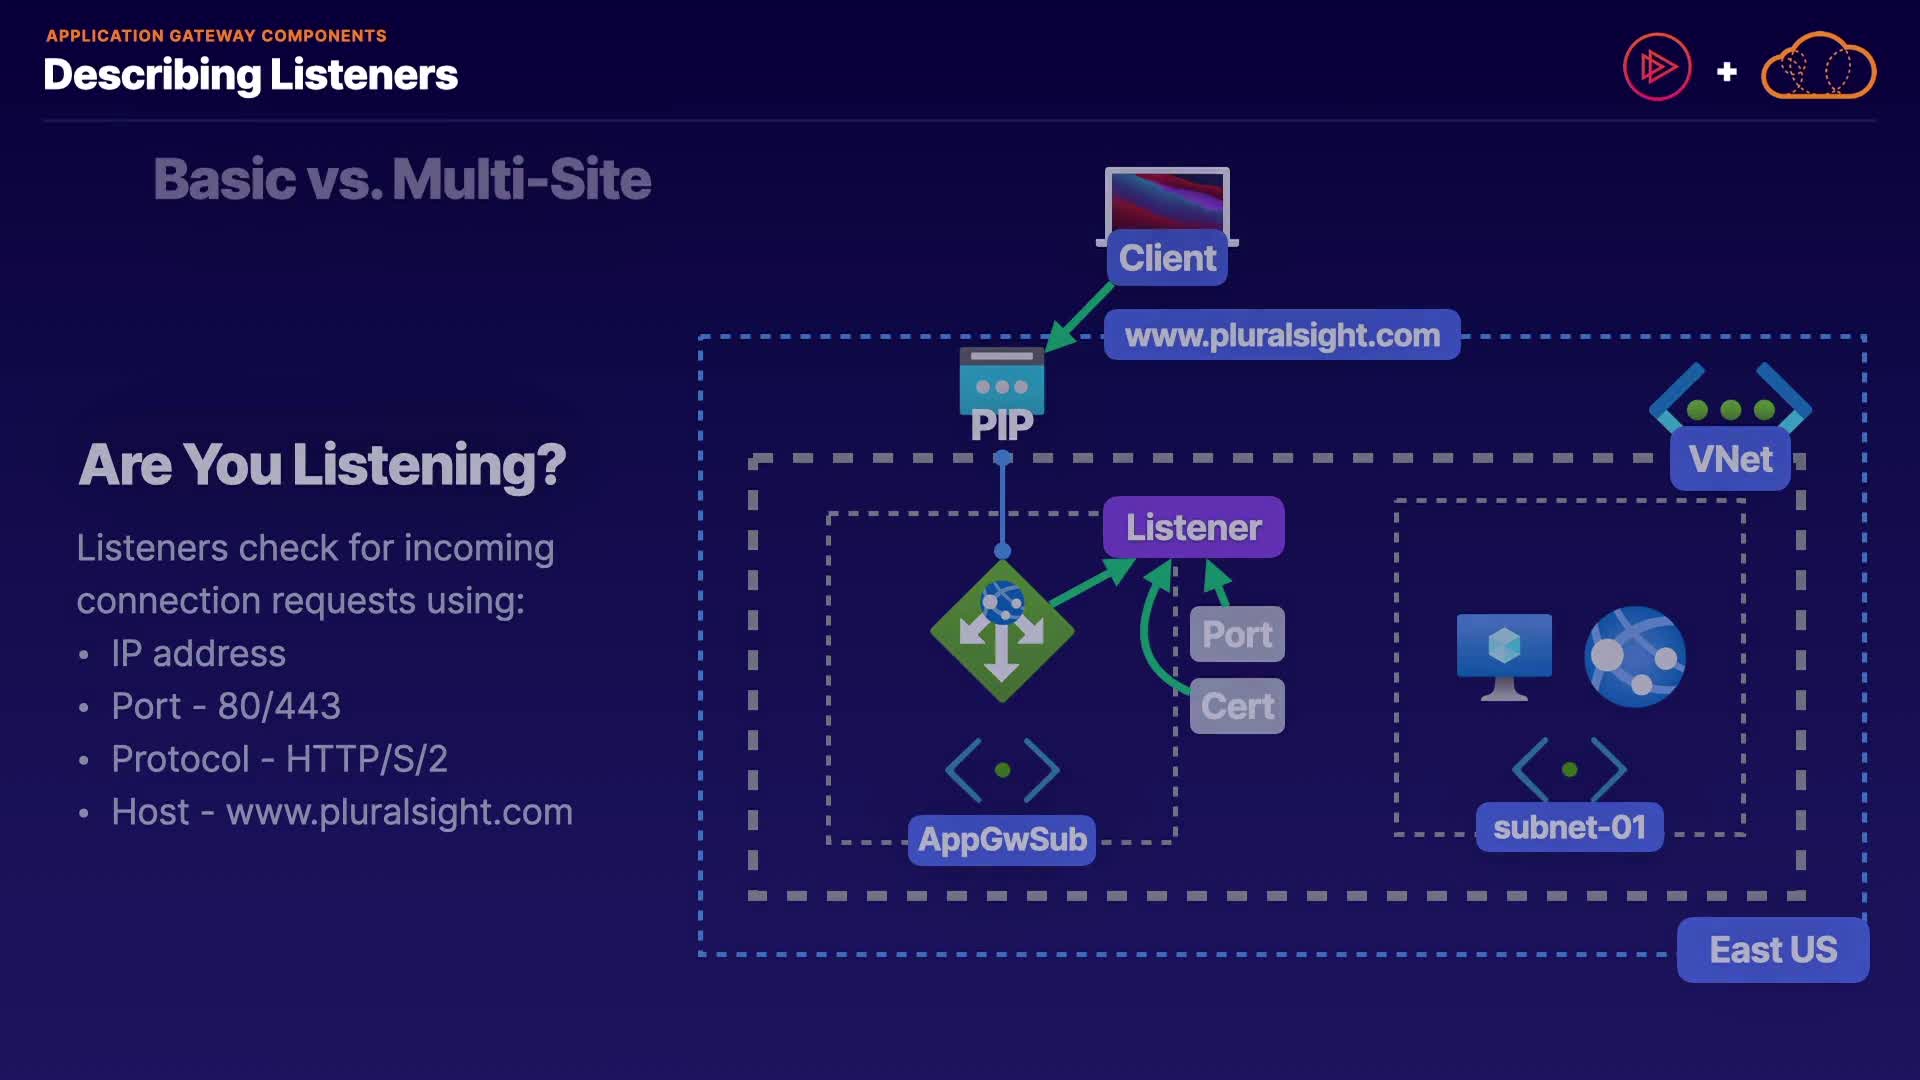 APPLICATION GATEWAY COMPONENTS
Describing Listeners
+
Basic vs. Multi-Site
Are You Listening?
Listeners check for incoming
connection requests using:
• IP address
• Port - 80/443
• Protocol - HTTP/S/2
• Host - www.pluralsight.com
Client
www.pluralsight.com
PIP
VNet
Listener
Port
Cert
AppGwSub
subnet-01
East US